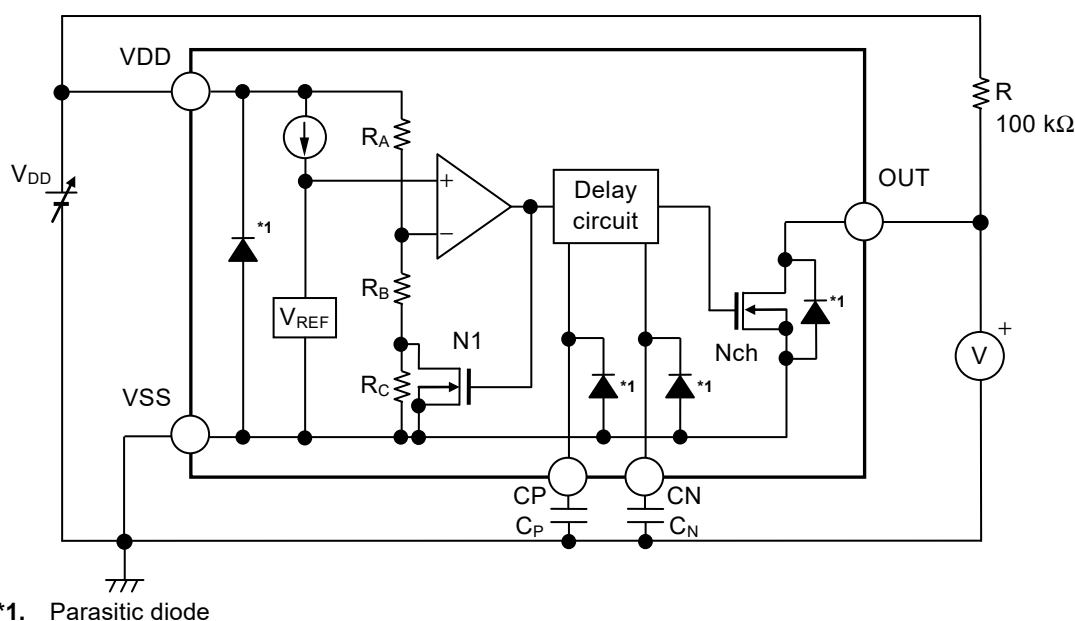 VDD
R
100 kΩ
RA
VDD
OUT
+
Delay
circuit
*1
−
RB
*1
VREF
+
N1
Nch
V
RC
*1
*1
VSS
CP
CN
CP
CN
*1. Parasitic diode